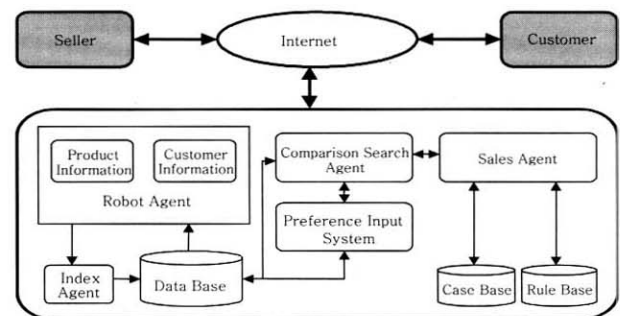 Seller
Internet
Customer
Product
Information
Customer
Information
Robot Agent
Comparison Search
Agent
Sales Agent
Preference Input
System
Index
Agent
Data Base
Case Base
Rule Base